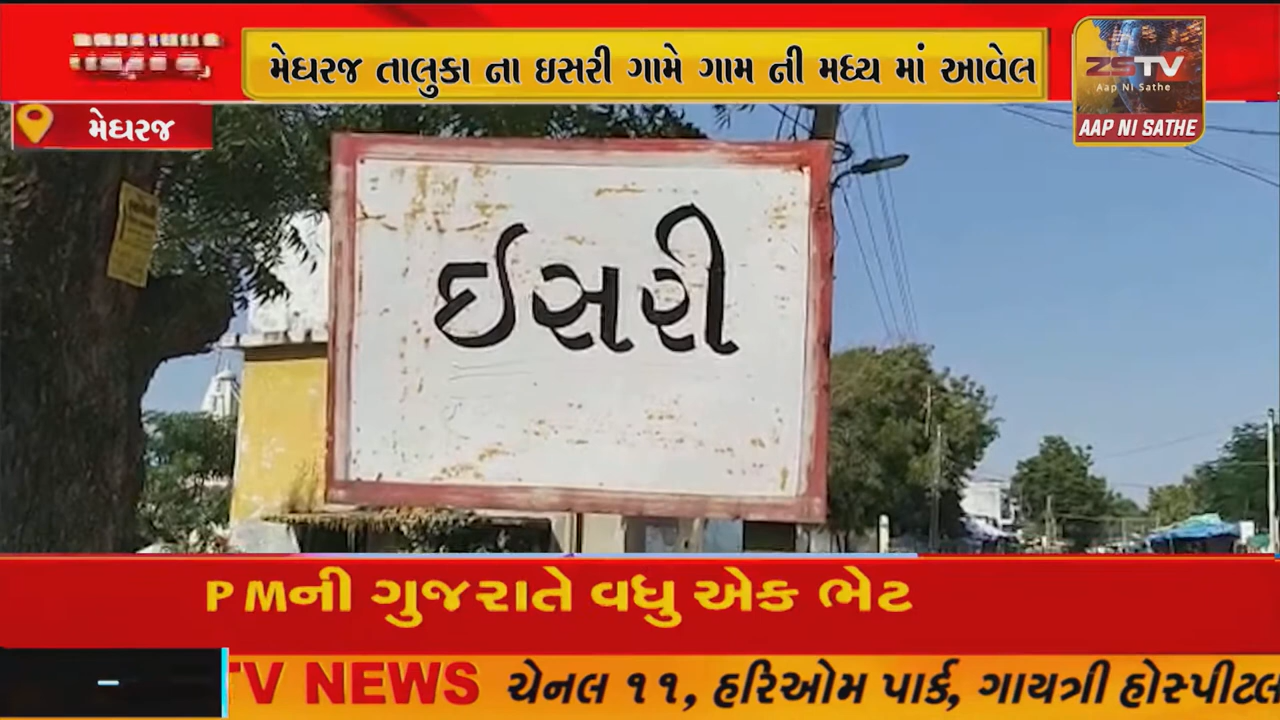 મેઘરજ તાલુકા ના ઇસરી ગામે ગામ ની મધ્ય માં આવેલ
ZSTV
Aap Ni Sathe
AAP NI SATHE
મેઘરજ
ઈસરી
PMની ગુજરાતે વધુ એક ભેટ
TV NEWS ચેનલ ૧૧, હરિઓમ પાર્ક, ગાયત્રી હોસ્પીટલ